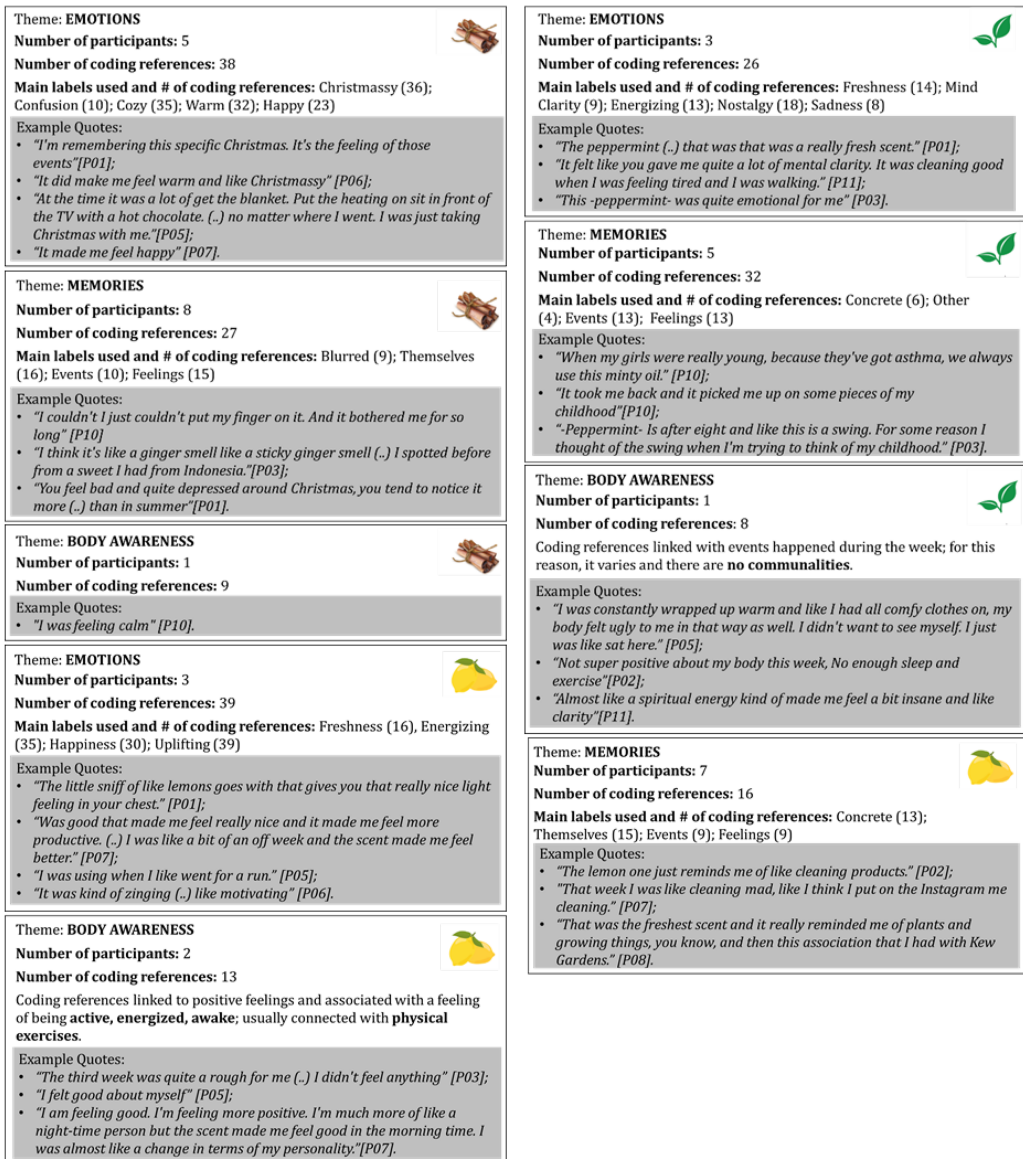 Theme: EMOTIONS
Number of participants: 5
Number of coding references: 38
Main labels used and # of coding references: Christmassy (36);
Confusion (10); Cozy (35); Warm (32); Happy (23)
Example Quotes:
• “I'm remembering this specific Christmas. It's the feeling of those
events”[P01];
• “It did make me feel warm and like Christmassy” [P06];
• “At the time it was a lot of get the blanket. Put the heating on sit in front of
the TV with a hot chocolate. (..) no matter where I went. I was just taking
Christmas with me.”[P05];
• “It made me feel happy” [P07].
Theme: MEMORIES
Number of participants: 8
Number of coding references: 27
Main labels used and # of coding references: Blurred (9); Themselves
(16); Events (10); Feelings (15)
Example Quotes:
• “I couldn't I just couldn't put my finger on it. And it bothered me for so
long” [P10]
• “I think it's like a ginger smell like a sticky ginger smell (..) I spotted before
from a sweet I had from Indonesia.”[P03];
• “You feel bad and quite depressed around Christmas, you tend to notice it
more (..) than in summer”[P01].
Theme: BODY AWARENESS
Number of participants: 1
Number of coding references: 9
Example Quotes:
• "I was feeling calm” [P10].
Theme: EMOTIONS
Number of participants: 3
Number of coding references: 39
Main labels used and # of coding references: Freshness (16), Energizing
(35); Happiness (30); Uplifting (39)
Example Quotes:
• “The little sniff of like lemons goes with that gives you that really nice light
feeling in your chest.” [P01];
• “Was good that made me feel really nice and it made me feel more
productive. (..) I was like a bit of an off week and the scent made me feel
better.” [P07];
• “I was using when I like went for a run.” [P05];
• “It was kind of zinging (..) like motivating” [P06].
Theme: BODY AWARENESS
Number of participants: 2
Number of coding references: 13
Coding references linked to positive feelings and associated with a feeling
of being active, energized, awake; usually connected with physical
exercises.
Example Quotes:
• “The third week was quite a rough for me (..) I didn't feel anything” [P03];
• “I felt good about myself” [P05];
• “I am feeling good. I'm feeling more positive. I'm much more of like a
night-time person but the scent made me feel good in the morning time. I
was almost like a change in terms of my personality.”[P07].
Theme: EMOTIONS
Number of participants: 3
Number of coding references: 26
Main labels used and # of coding references: Freshness (14); Mind
Clarity (9); Energizing (13); Nostalgy (18); Sadness (8)
Example Quotes:
• “The peppermint (..) that was that was a really fresh scent.” [P01];
• “It felt like you gave me quite a lot of mental clarity. It was cleaning good
when I was feeling tired and I was walking.” [P11];
• “This -peppermint- was quite emotional for me” [P03].
Theme: MEMORIES
Number of participants: 5
Number of coding references: 32
Main labels used and # of coding references: Concrete (6); Other
(4); Events (13); Feelings (13)
Example Quotes:
• “When my girls were really young, because they've got asthma, we always
use this minty oil.” [P10];
• “It took me back and it picked me up on some pieces of my
childhood”[P10];
• “-Peppermint- Is after eight and like this is a swing. For some reason I
thought of the swing when I'm trying to think of my childhood.” [P03].
Theme: BODY AWARENESS
Number of participants: 1
Number of coding references: 8
Coding references linked with events happened during the week; for this
reason, it varies and there are no communalities.
Example Quotes:
• “I was constantly wrapped up warm and like I had all comfy clothes on, my
body felt ugly to me in that way as well. I didn't want to see myself. I just
was like sat here.” [P05];
• “Not super positive about my body this week, No enough sleep and
exercise”[P02];
• “Almost like a spiritual energy kind of made me feel a bit insane and like
clarity”[P11].
Theme: MEMORIES
Number of participants: 7
Number of coding references: 16
Main labels used and # of coding references: Concrete (13);
Themselves (15); Events (9); Feelings (9)
Example Quotes:
• “The lemon one just reminds me of like cleaning products.” [P02];
• "That week I was like cleaning mad, like I think I put on the Instagram me
cleaning.” [P07];
• “That was the freshest scent and it really reminded me of plants and
growing things, you know, and then this association that I had with Kew
Gardens.” [P08].